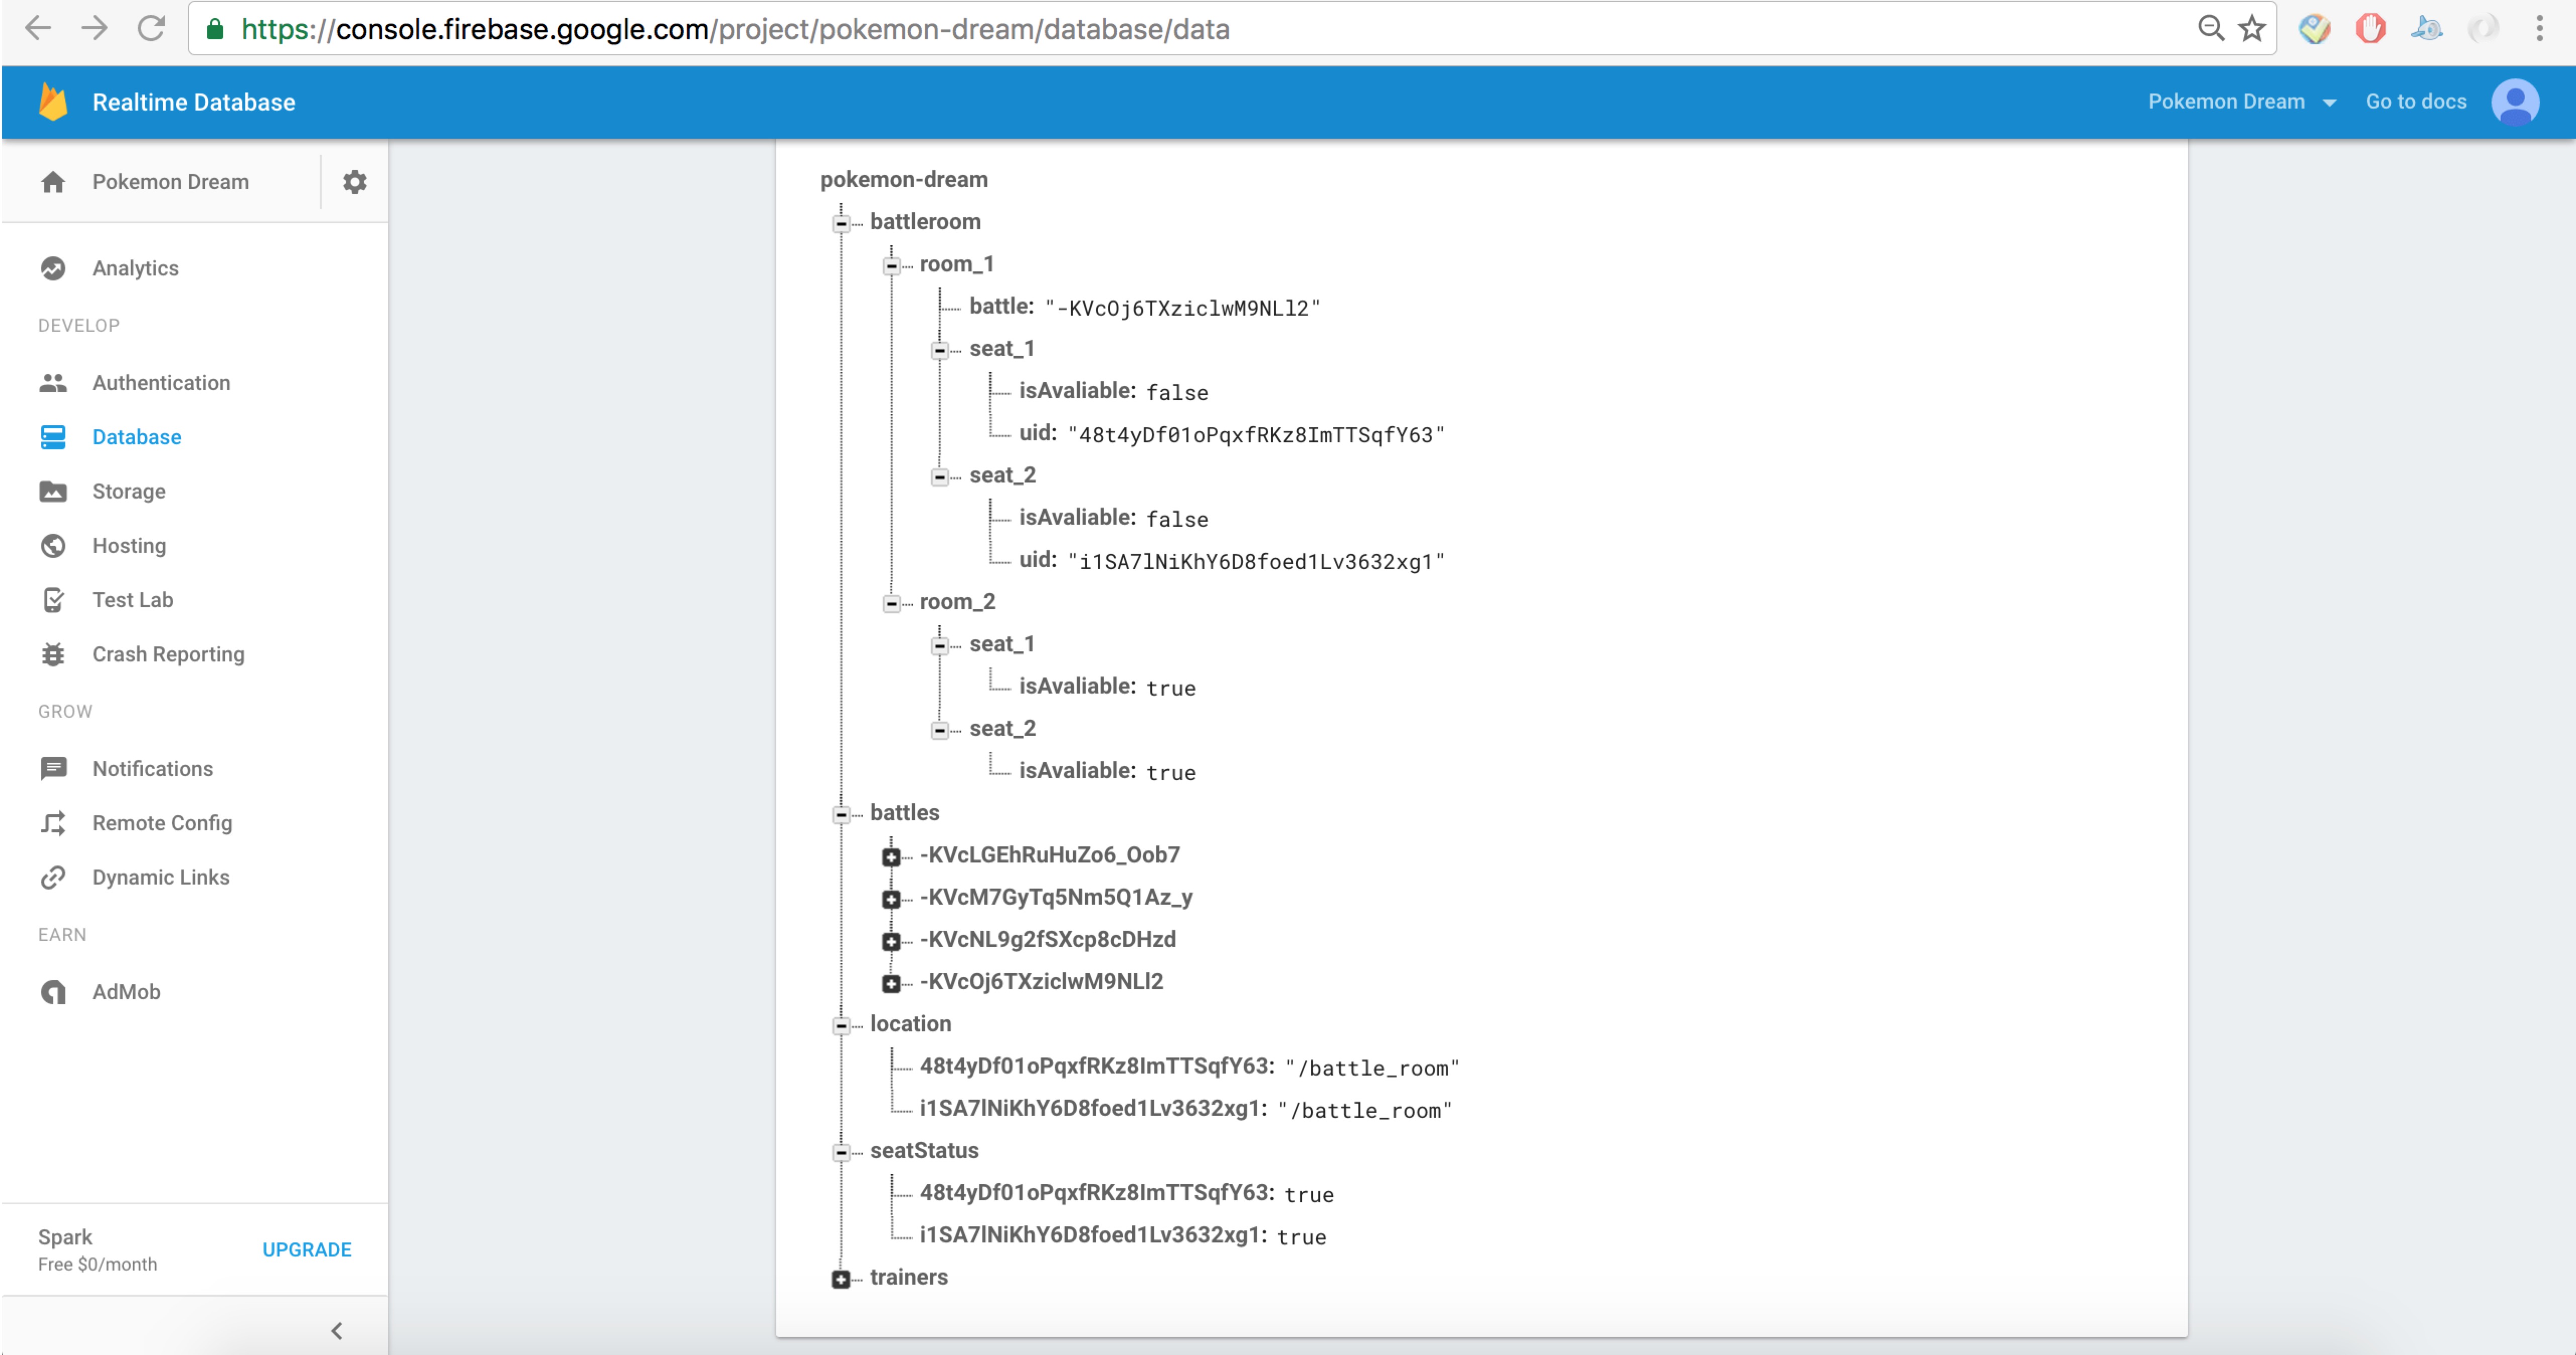 https://console.firebase.google.com/project/pokemon-dream/database/data
Realtime Database
Pokemon Dream
Go to docs
Pokemon Dream
Analytics
DEVELOP
Authentication
Database
Storage
Hosting
Test Lab
Crash Reporting
GROW
Notifications
Remote Config
Dynamic Links
EARN
AdMob
Spark
Free $0/month
UPGRADE
pokemon-dream
battleroom
room_1
battle: "-KVcOj6TXziclwM9NLl2"
seat_1
isAvaliable: false
uid: "48t4yDf01oPqxfRKz8ImTTSqfY63"
seat_2
isAvaliable: false
uid: "i1SA7lNiKhY6D8foed1Lv3632xg1"
room_2
seat_1
isAvaliable: true
seat_2
isAvaliable: true
battles
-KVcLGEhRuHuZo6_Oob7
-KVcM7GyTq5Nm5Q1Az_y
-KVcNL9g2fSXcp8cDHzd
-KVcOj6TXziclwM9NLl2
location
48t4yDf01oPqxfRKz8ImTTSqfY63: "/battle_room"
i1SA7lNiKhY6D8foed1Lv3632xg1: "/battle_room"
seatStatus
48t4yDf01oPqxfRKz8ImTTSqfY63: true
i1SA7lNiKhY6D8foed1Lv3632xg1: true
trainers